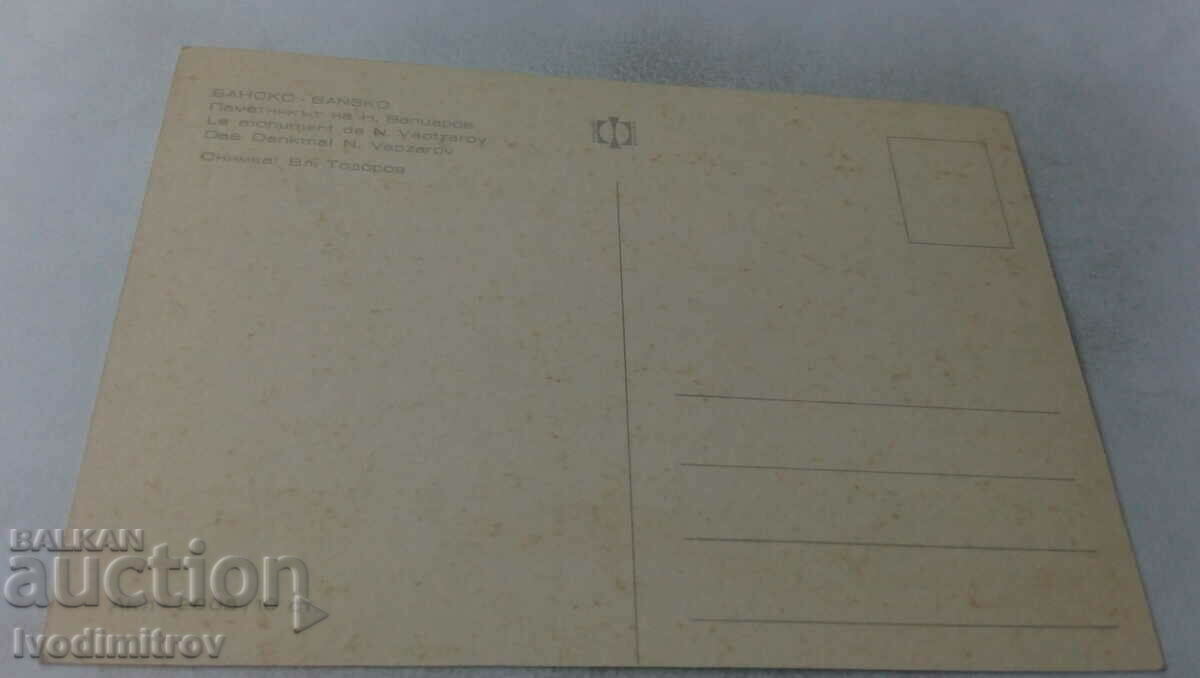 БАНСКО - BANSKO
Паметникът на Н. Вапцаров
Le monument de N. Vaptzarov
Das Denkmal N. Vapzarov
Снимка: Вл. Тодоров
BALKAN
auction
Ivodimitrov